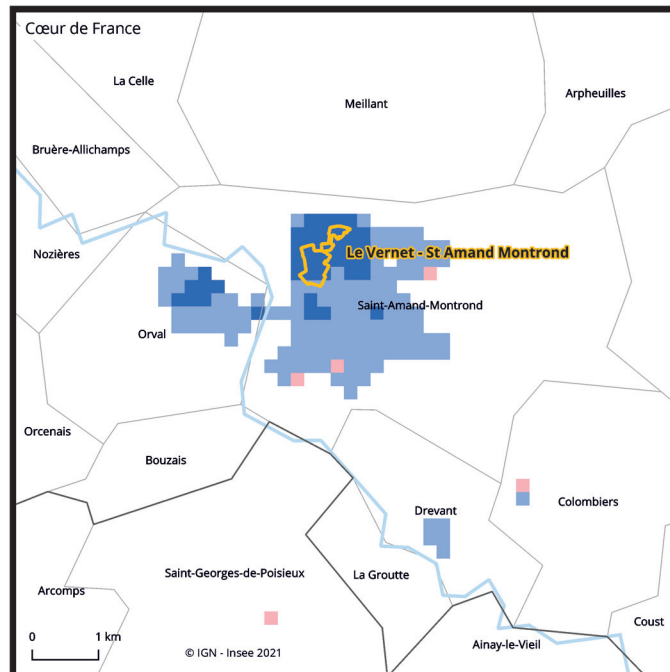 Cœur de France
La Celle
Meillant
Arpheuilles
Bruère-Allichamps
Nozières
Le Vernet - St Amand Montrond
Saint-Amand-Montrond
Orval
Orcenais
Bouzais
Colombiers
Drevant
Saint-Georges-de-Poisieux
La Groutte
Arcomps
Coust
Ainay-le-Vieil
0 1 km
© IGN - Insee 2021